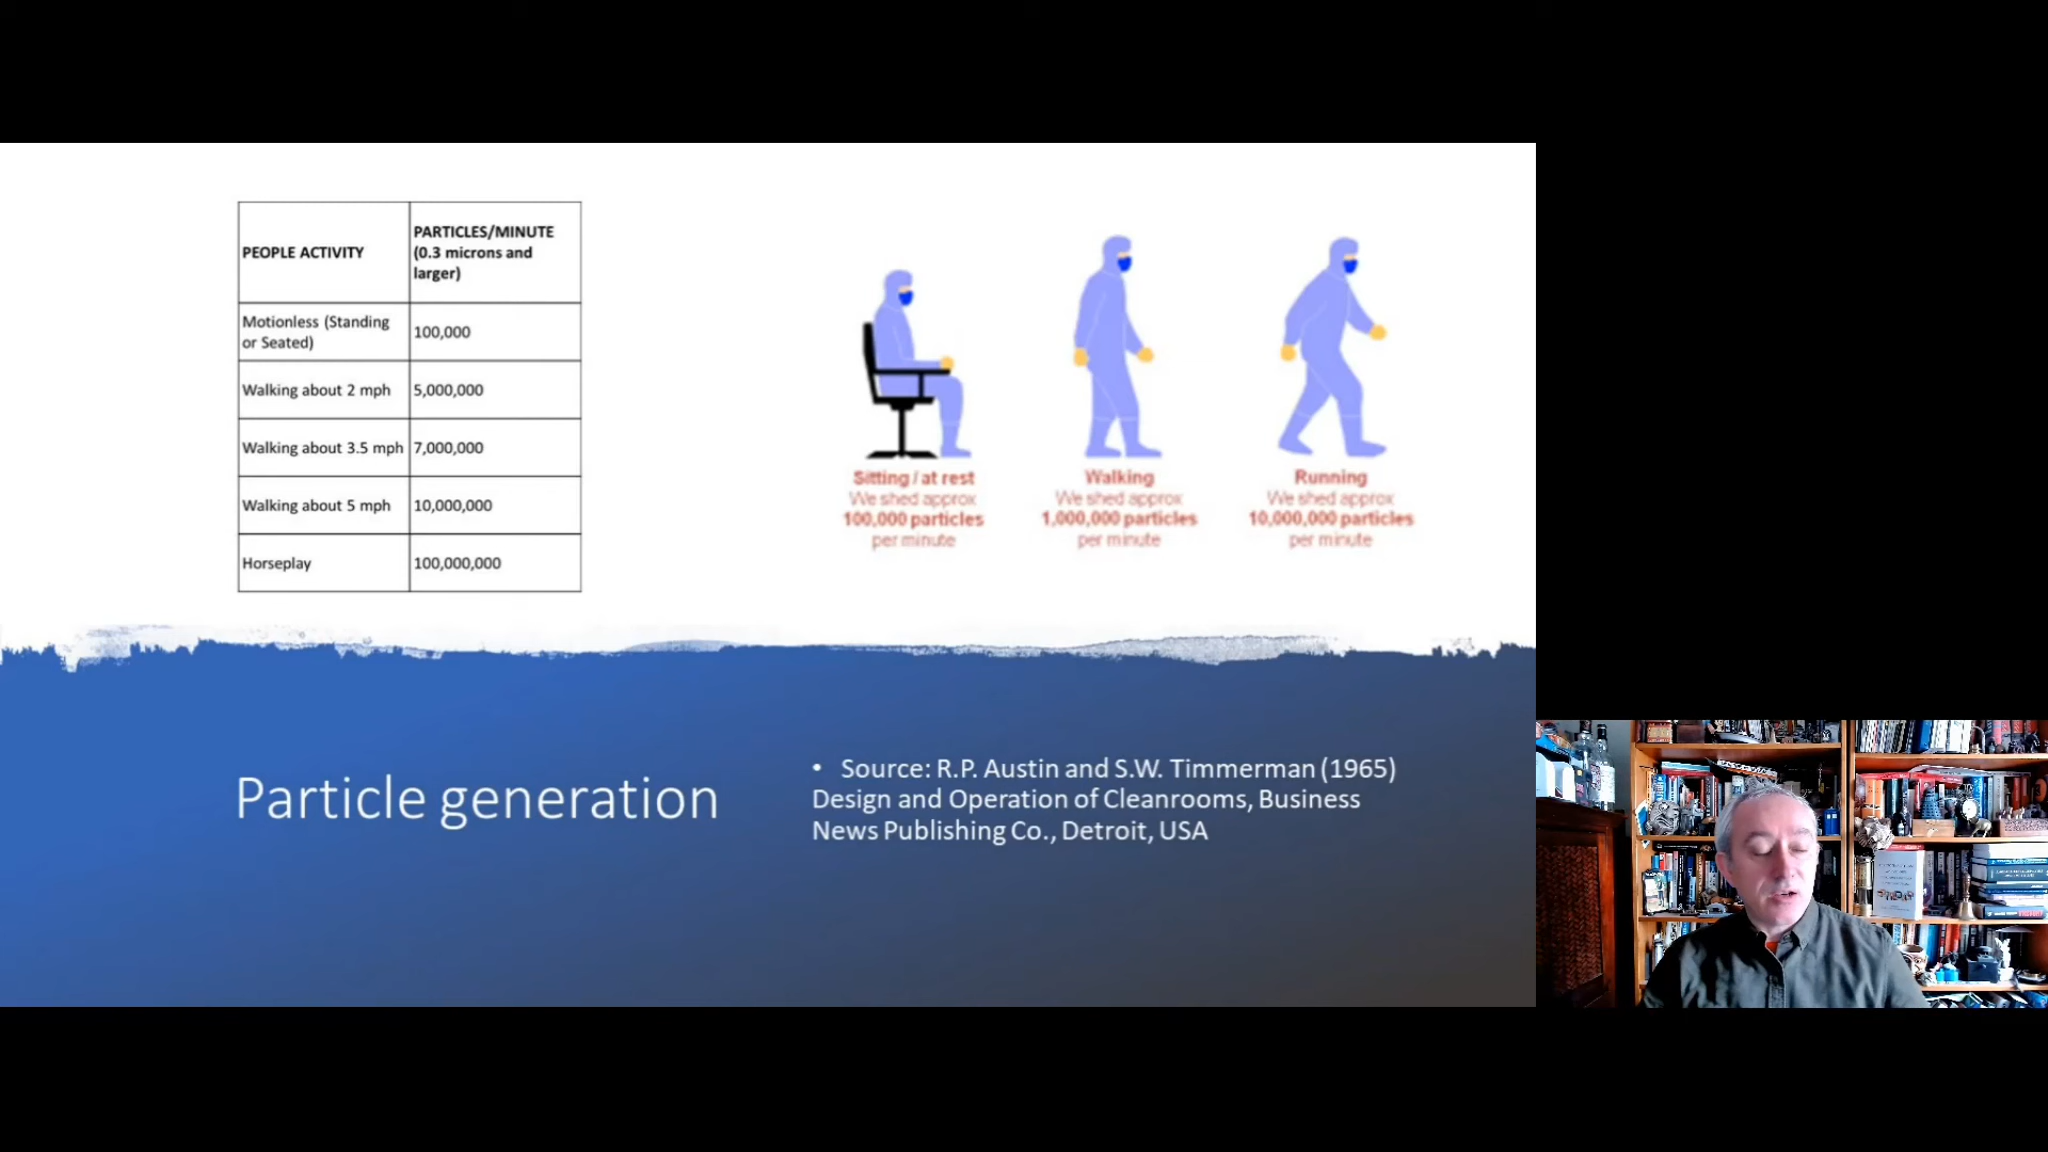 PEOPLE ACTIVITY
PARTICLES/MINUTE
(0.3 microns and
larger)
Motionless (Standing
or Seated)
100,000
Walking about 2 mph
5,000,000
Walking about 3.5 mph
7,000,000
Walking about 5 mph
10,000,000
Horseplay
100,000,000
Sitting / at rest
We shed approx
100,000 particles
per minute
Walking
We shed approx
1,000,000 particles
per minute
Running
We shed approx
10,000,000 particles
per minute
Particle generation
• Source: R.P. Austin and S.W. Timmerman (1965)
Design and Operation of Cleanrooms, Business
News Publishing Co., Detroit, USA